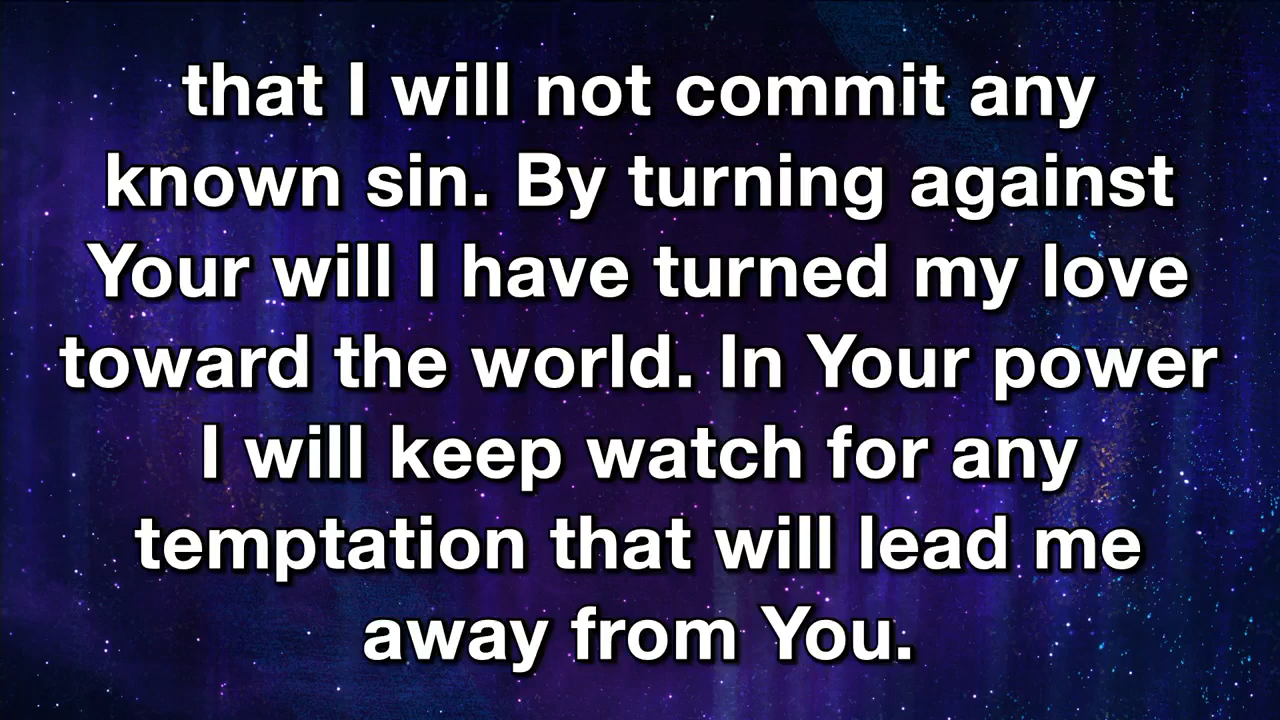 that I will not commit any
known sin. By turning against
Your will I have turned my love
toward the world. In Your power
I will keep watch for any
temptation that will lead me
away from You.